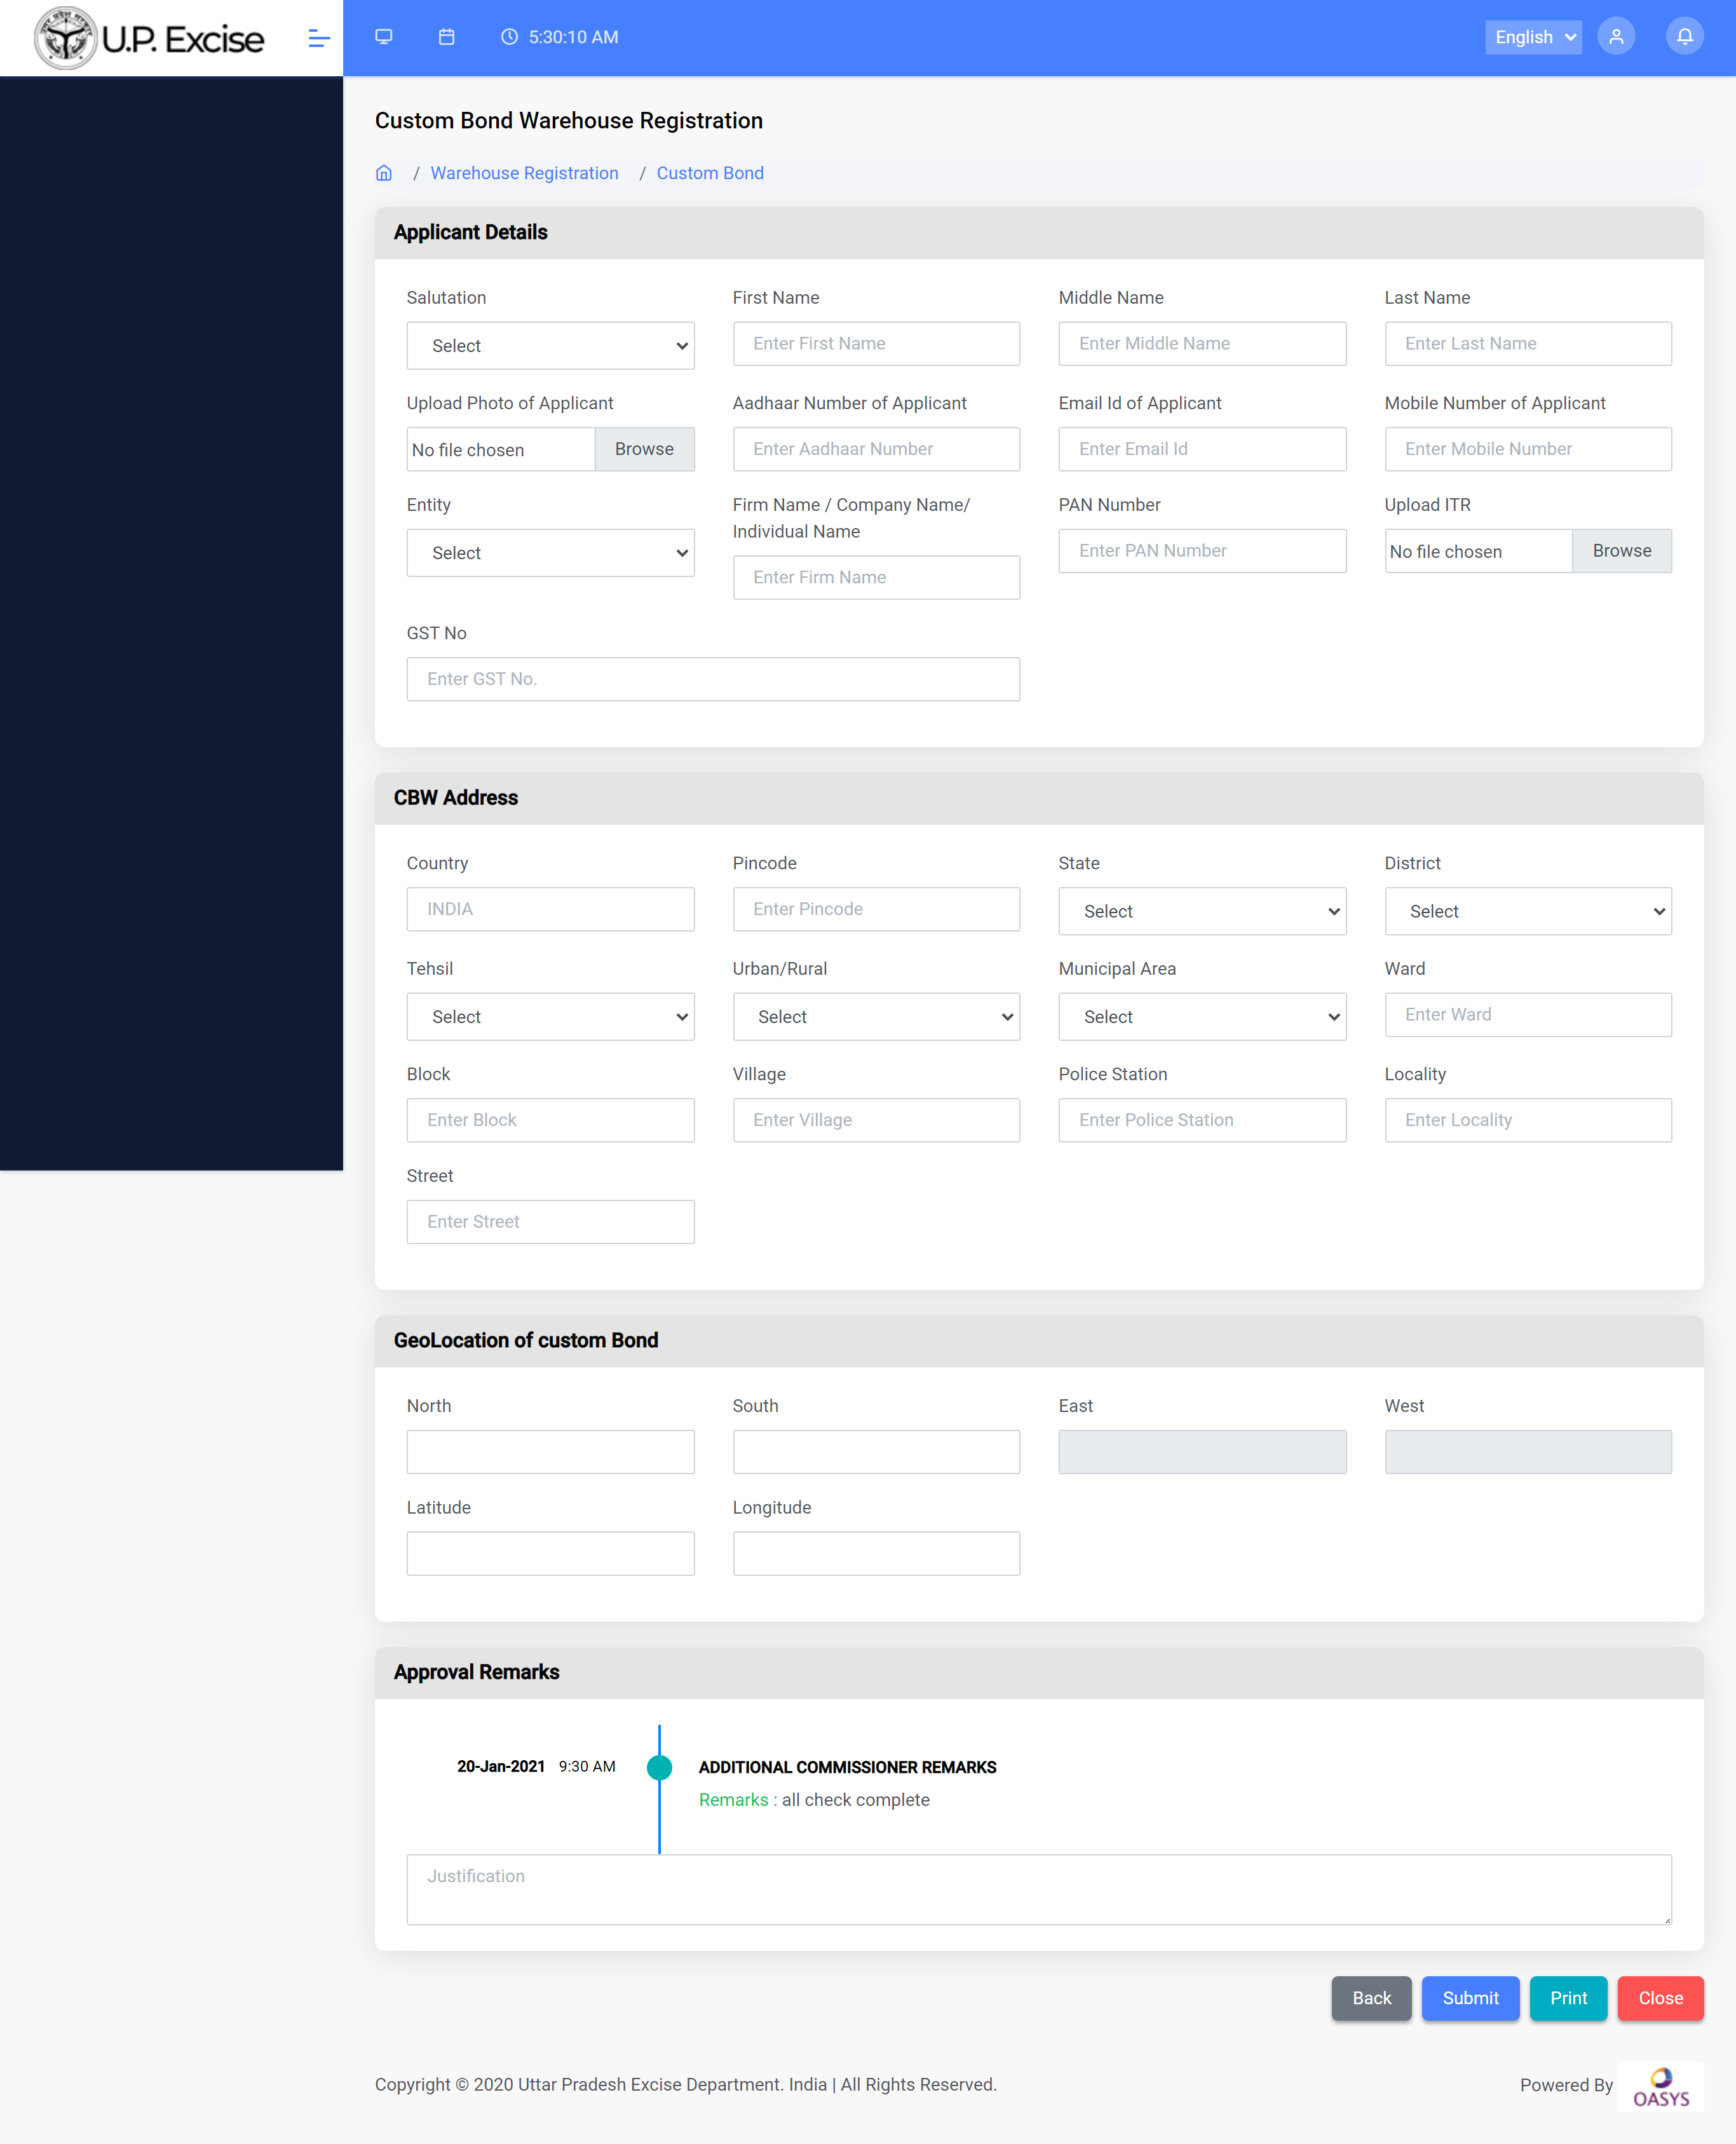 U.P. Excise
5:30:10 AM
English
Custom Bond Warehouse Registration
/ Warehouse Registration / Custom Bond
Applicant Details
Salutation First Name Middle Name Last Name
Select Enter First Name Enter Middle Name Enter Last Name
Upload Photo of Applicant Aadhaar Number of Applicant Email Id of Applicant Mobile Number of Applicant
No file chosen Browse Enter Aadhaar Number Enter Email Id Enter Mobile Number
Entity Firm Name / Company Name/ PAN Number Upload ITR
Individual Name
Select Enter Firm Name Enter PAN Number No file chosen Browse
GST No
Enter GST No.
CBW Address
Country Pincode State District
INDIA Enter Pincode Select Select
Tehsil Urban/Rural Municipal Area Ward
Select Select Select Enter Ward
Block Village Police Station Locality
Enter Block Enter Village Enter Police Station Enter Locality
Street
Enter Street
GeoLocation of custom Bond
North South East West
Latitude Longitude
Approval Remarks
20-Jan-2021 9:30 AM ADDITIONAL COMMISSIONER REMARKS
Remarks : all check complete
Justification
Back Submit Print Close
Copyright © 2020 Uttar Pradesh Excise Department. India | All Rights Reserved. Powered By OASYS